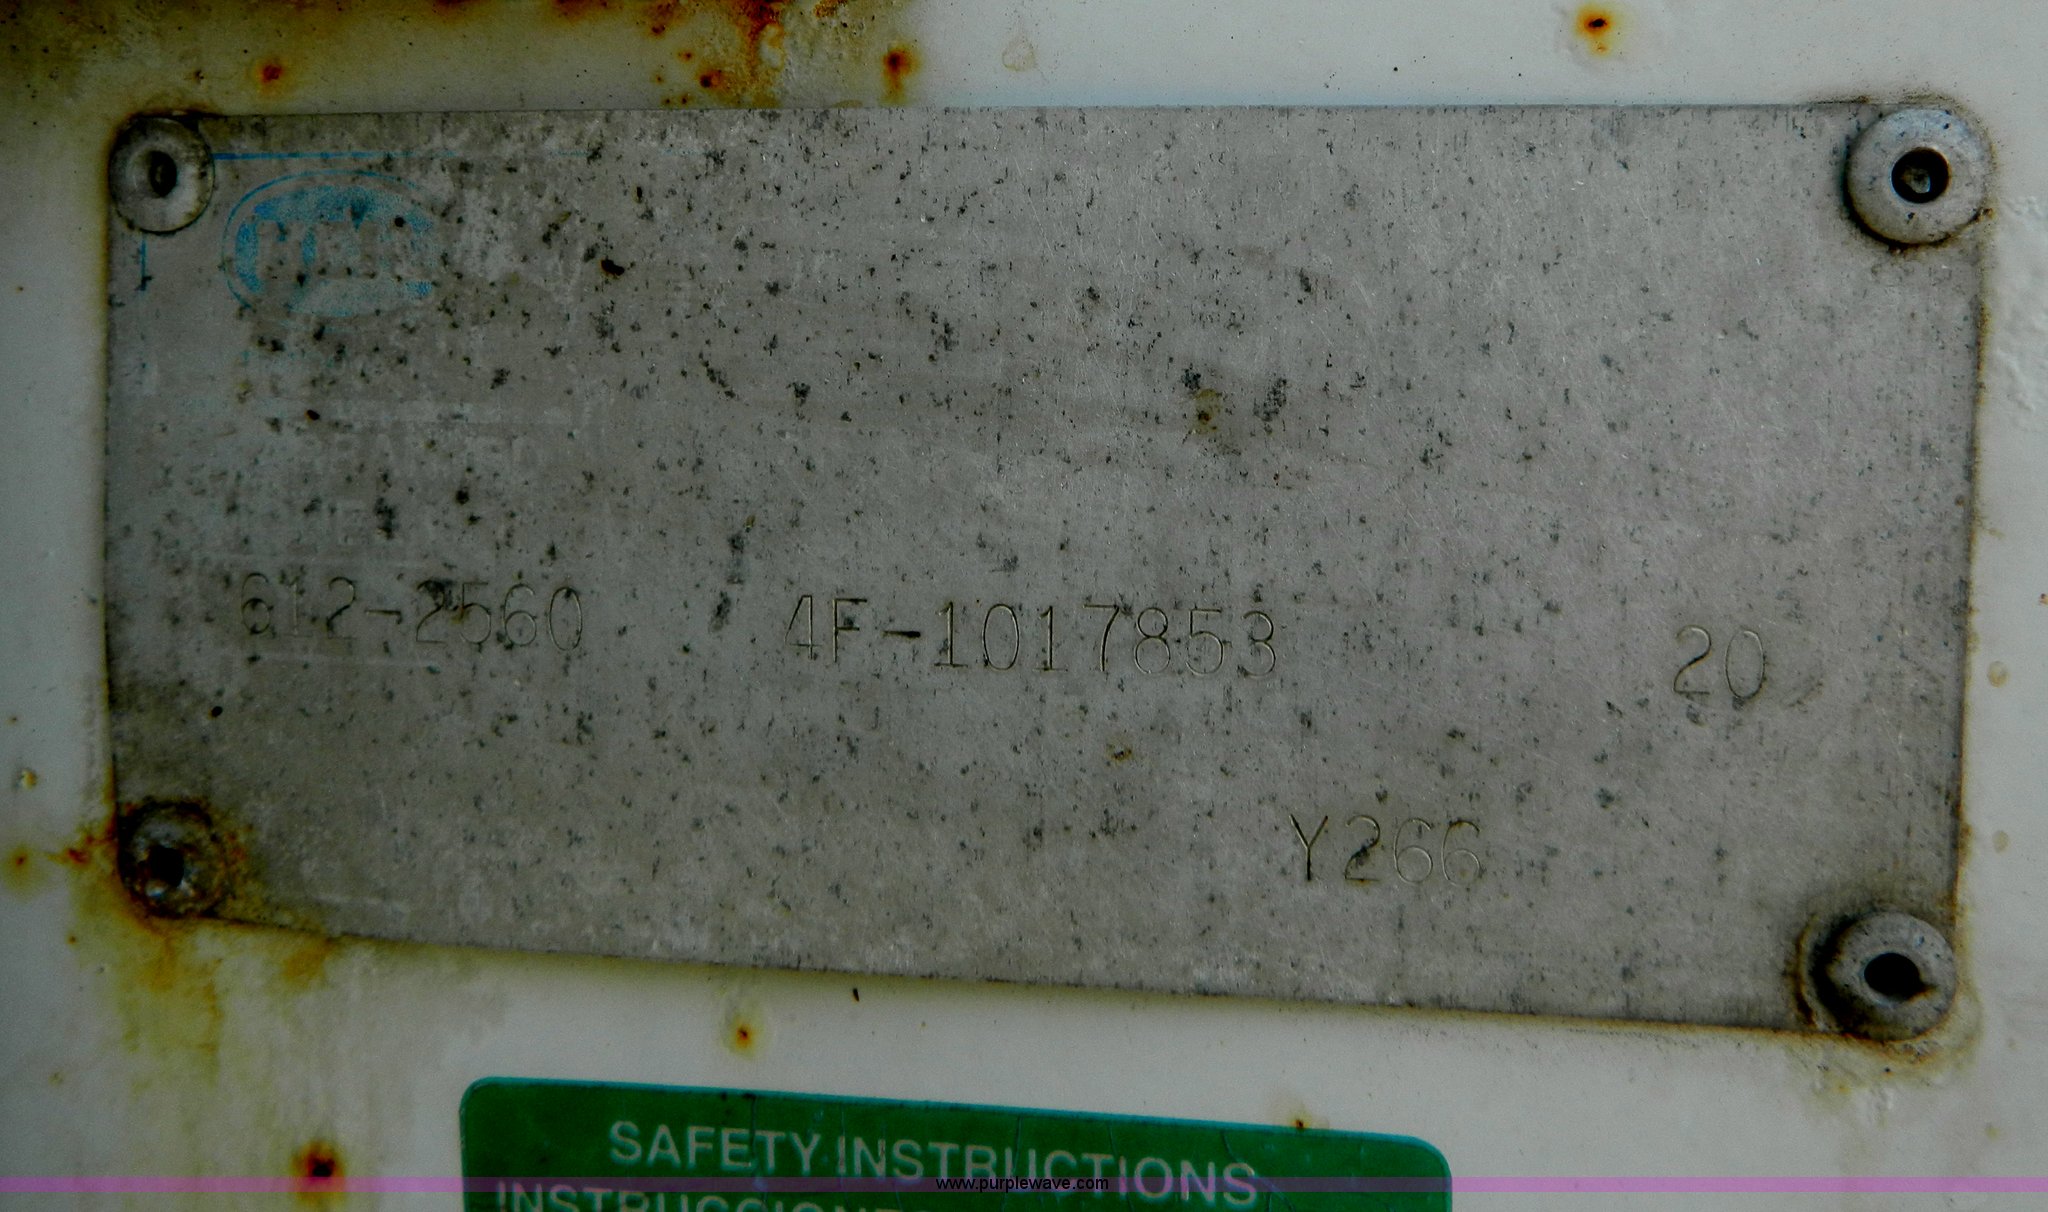 612-2560 4F-1017853 20
Y266
SAFETY INSTRUCTIONS
www.purplewave.com